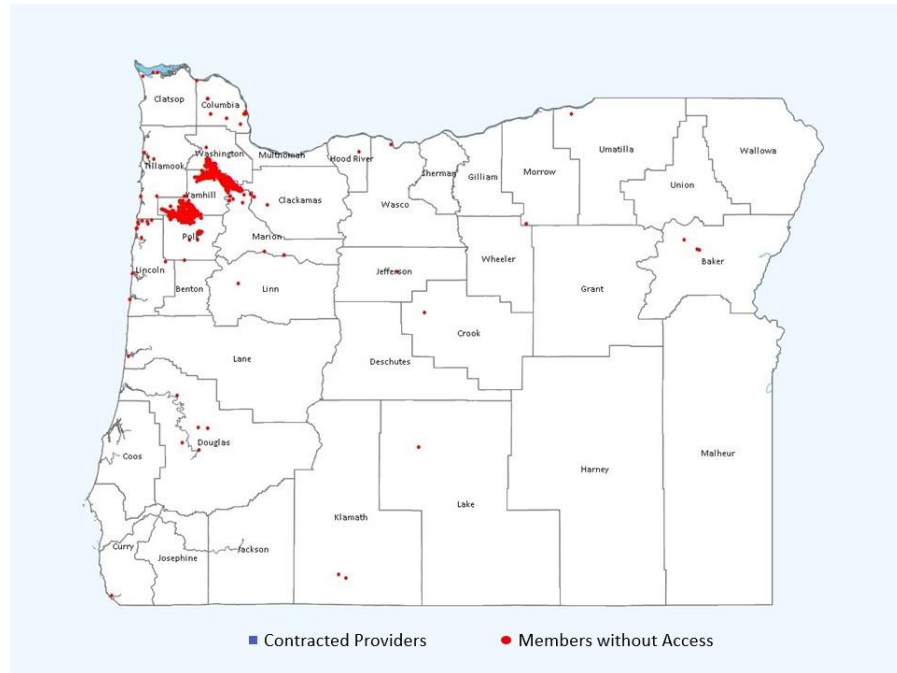 Clatsop
Columbia
Washington
Multnomah
Hood River
Tillamook
Yamhill
Clackamas
Wasco
Sherman
Gilliam
Morrow
Umatilla
Union
Wallowa
Polk
Marion
Lincoln
Benton
Linn
Jefferson
Wheeler
Grant
Baker
Lane
Deschutes
Crook
Coos
Douglas
Klamath
Lake
Harney
Malheur
Curry
Josephine
Jackson
Contracted Providers
Members without Access